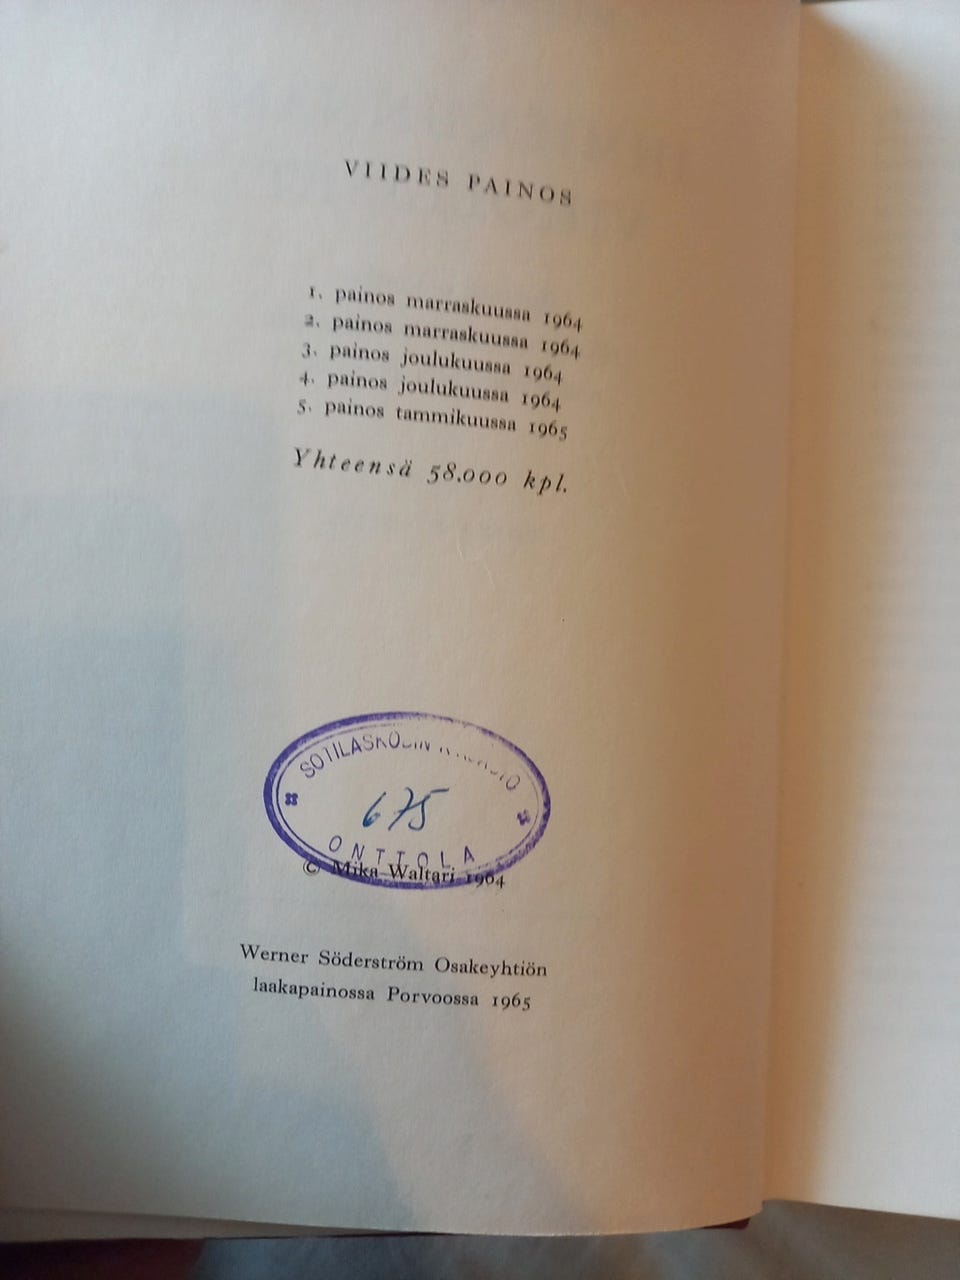 VIIDES PAINOS
1. painos marraskuussa 1964
2. painos marraskuussa 1964
3. painos joulukuussa 1964
4. painos joulukuussa 1964
5. painos tammikuussa 1965
Yhteensä 58.000 kpl.
SOTILASKODIN
675
ONTTOLA
© Mika Waltari 1964
Werner Söderström Osakeyhtiön
laakapainossa Porvoossa 1965